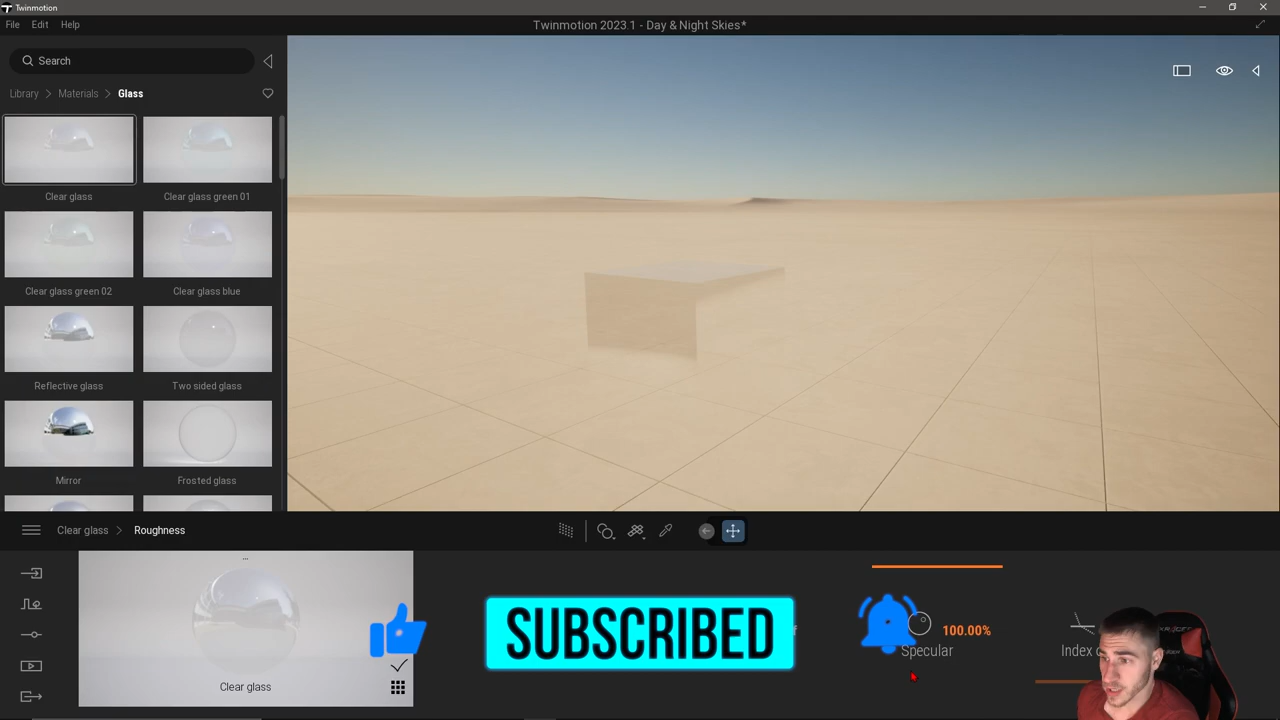 Twinmotion
File Edit Help
Twinmotion 2023.1 - Day & Night Skies*
Search
Library > Materials > Glass
Clear glass
Clear glass green 01
Clear glass green 02
Clear glass blue
Reflective glass
Two sided glass
Mirror
Frosted glass
Clear glass > Roughness
...
Clear glass
SUBSCRIBED
100.00%
Specular
Index